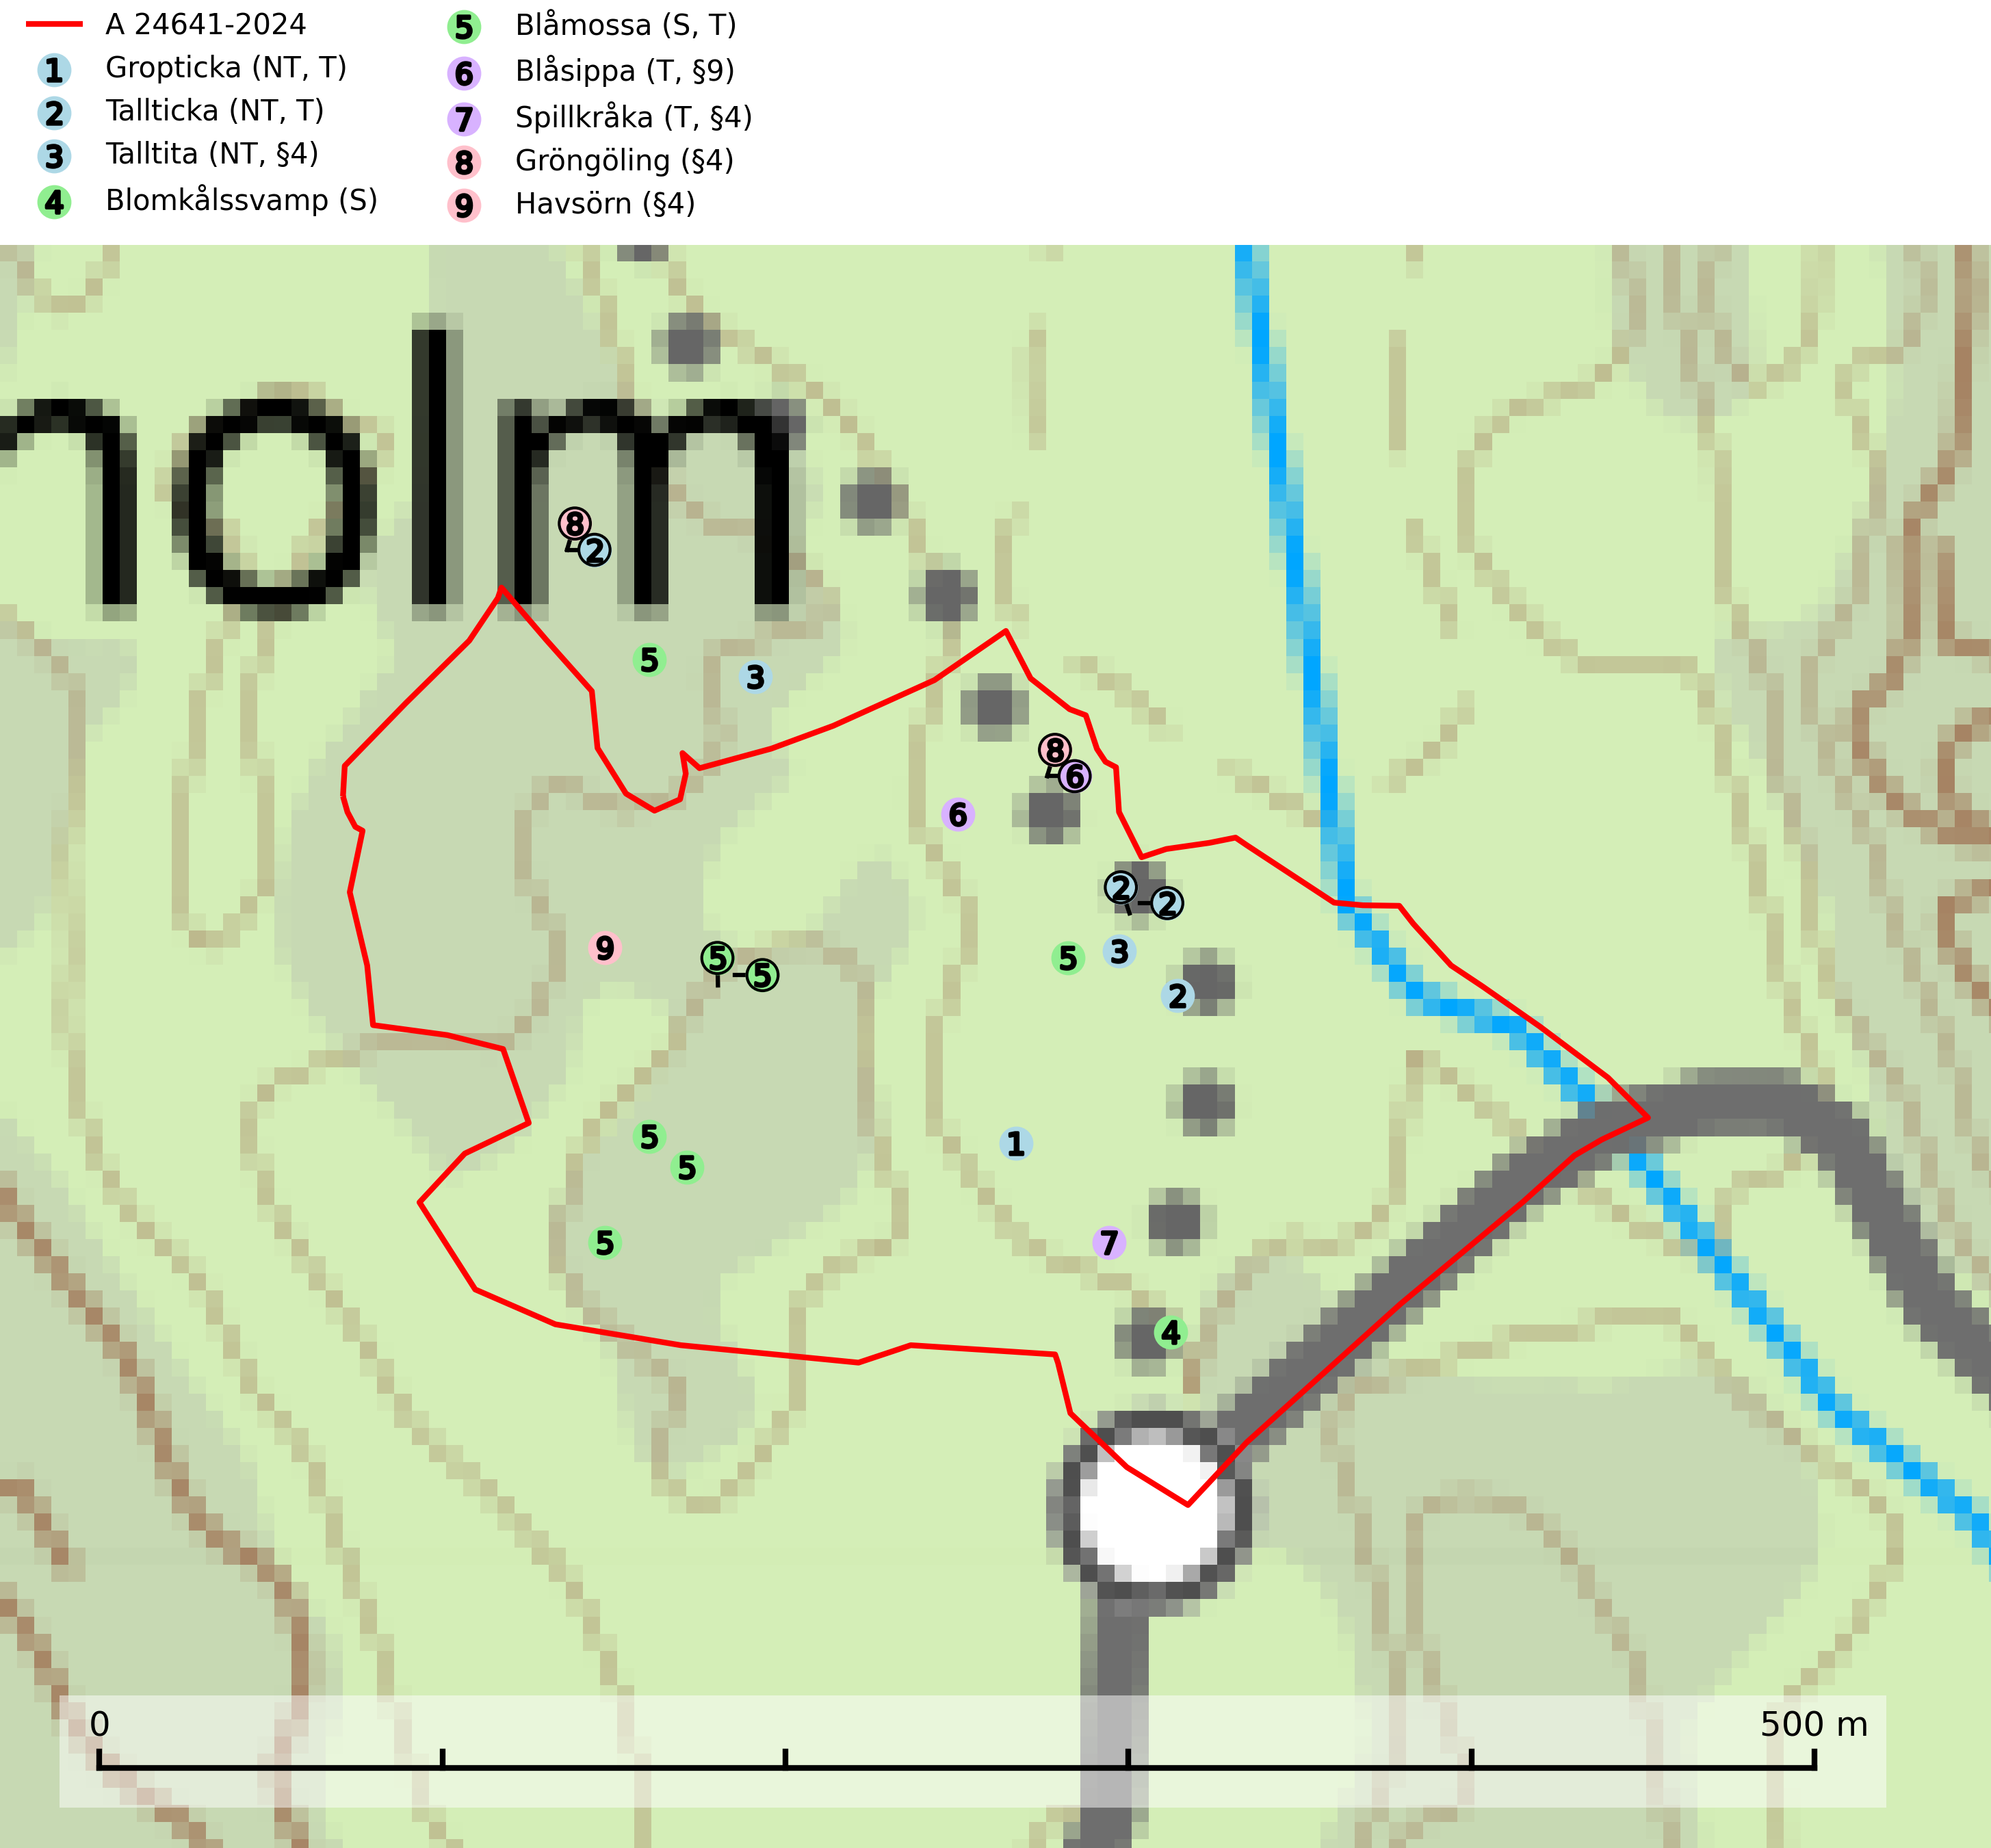 A 24641-2024
1 Gropticka (NT, T)
2 Tallticka (NT, T)
3 Talltita (NT, §4)
4 Blomkålssvamp (S)
5 Blåmossa (S, T)
6 Blåsippa (T, §9)
7 Spillkråka (T, §4)
8 Gröngöling (§4)
9 Havsörn (§4)
olm
8
2
5
3
8
6
6
2
2
9
5
5
5
3
2
5
1
5
5
7
4
0
500 m